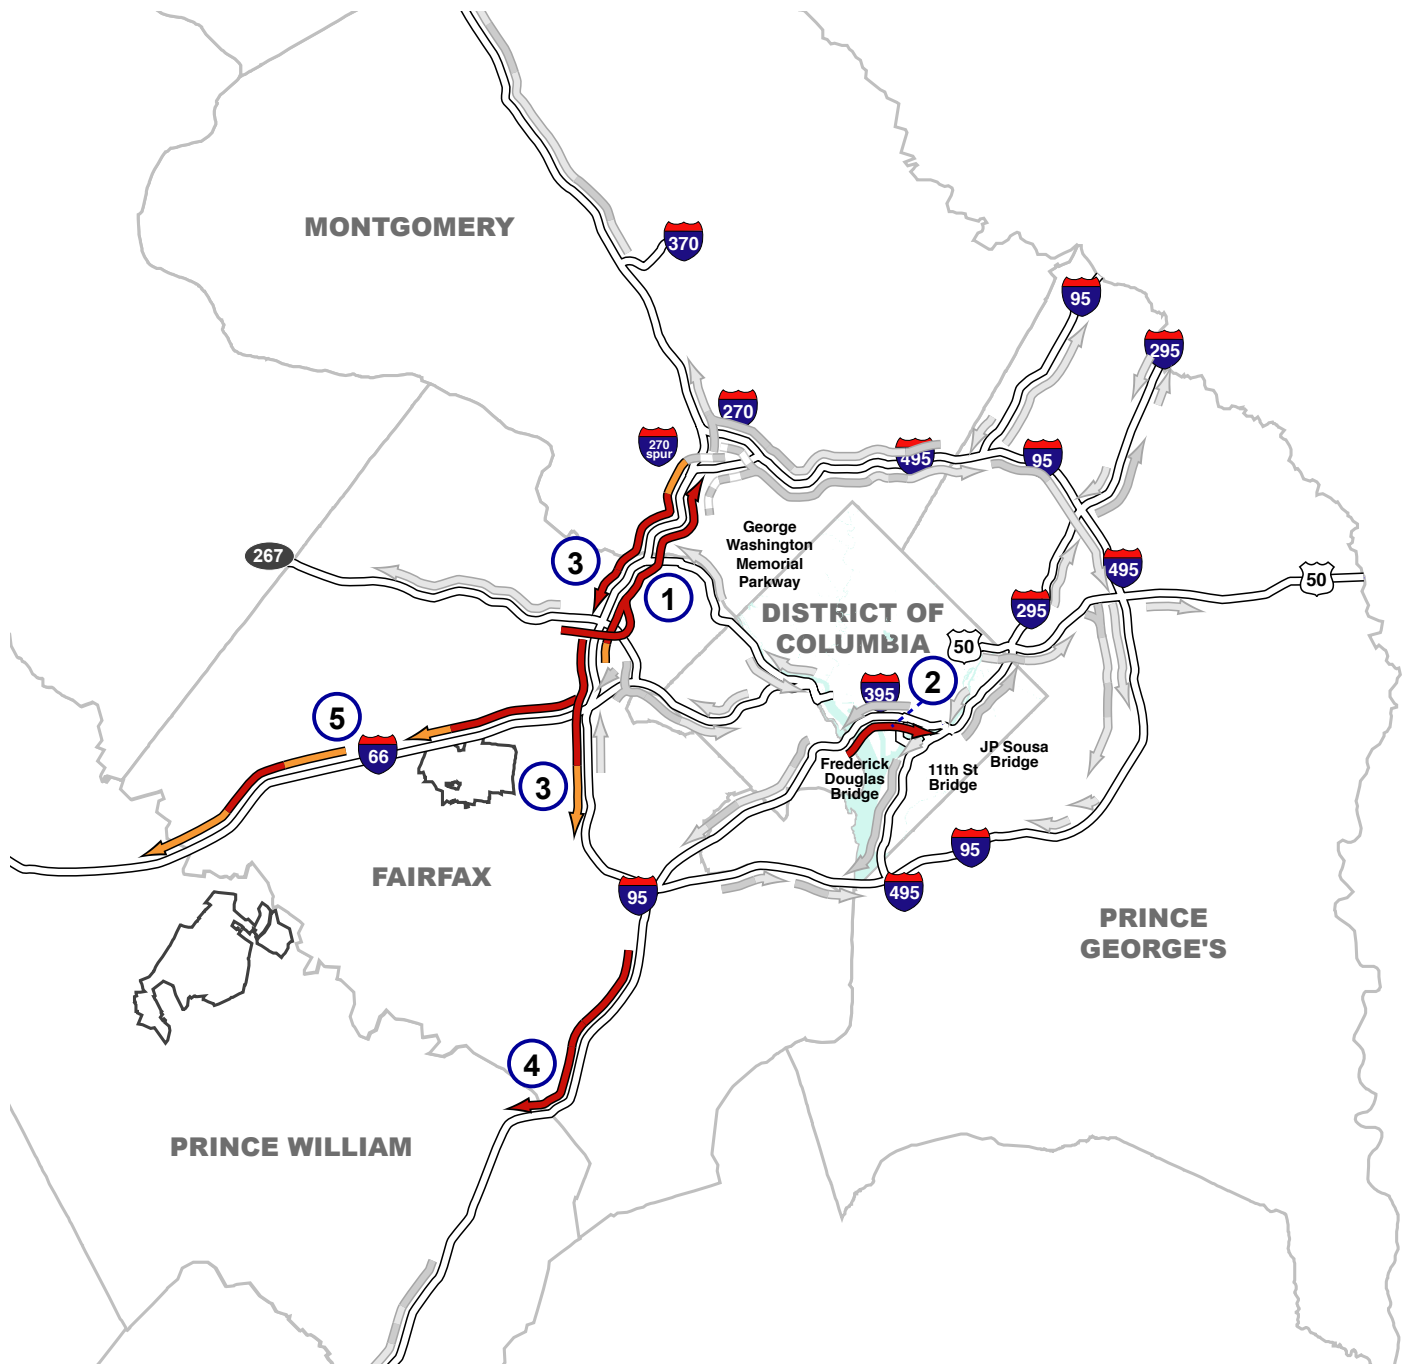 MONTGOMERY
370
95
295
270
270
spur
495
95
George
Washington
Memorial
Parkway
267
3
1
495
50
DISTRICT OF
COLUMBIA
295
50
2
395
5
66
JP Sousa
Bridge
Frederick
Douglas
Bridge
11th St
Bridge
3
95
FAIRFAX
95
495
PRINCE
GEORGE'S
4
PRINCE WILLIAM